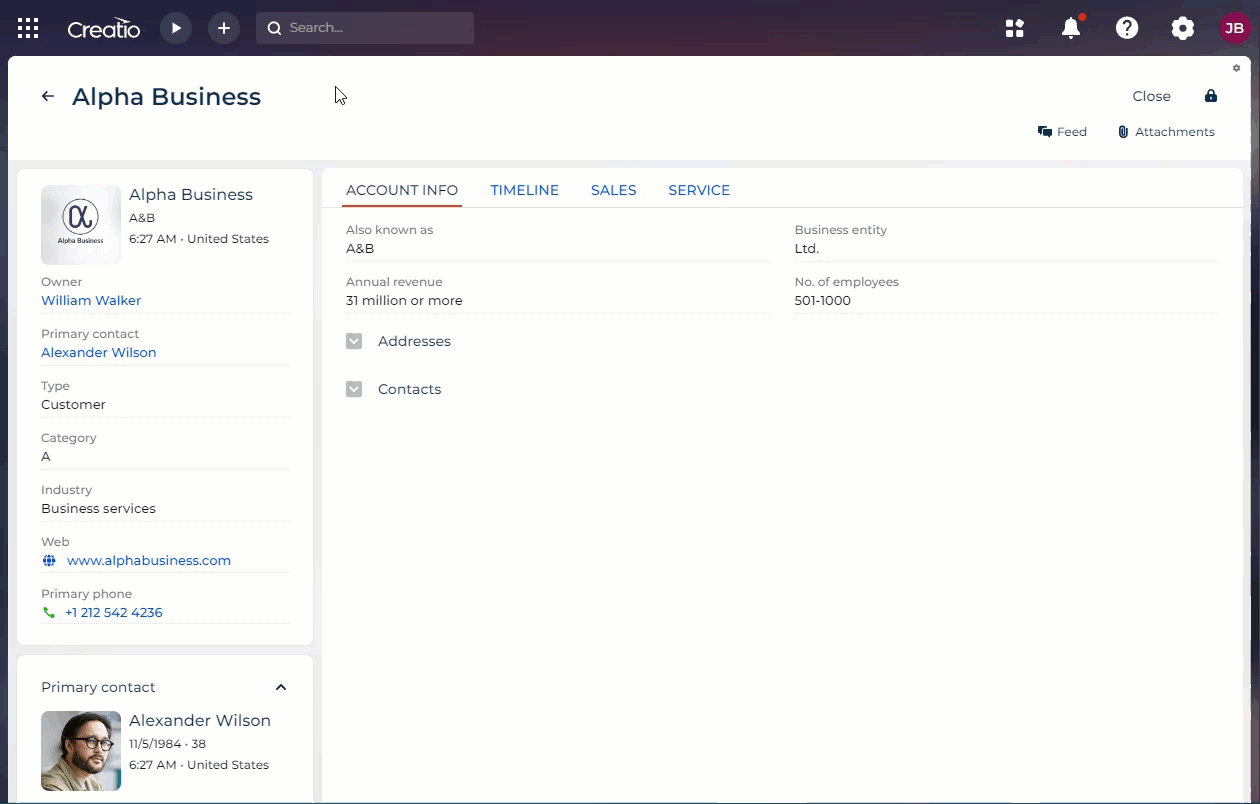 Creatio
Search...
JB
Alpha Business
Close
Feed
Attachments
Alpha Business
Alpha Business
A&B
6:27 AM • United States
Owner
William Walker
Primary contact
Alexander Wilson
Type
Customer
Category
A
Industry
Business services
Web
www.alphabusiness.com
Primary phone
+1 212 542 4236
Primary contact
Alexander Wilson
11/5/1984 • 38
6:27 AM • United States
ACCOUNT INFO TIMELINE SALES SERVICE
Also known as
A&B
Business entity
Ltd.
Annual revenue
31 million or more
No. of employees
501-1000
Addresses
Contacts